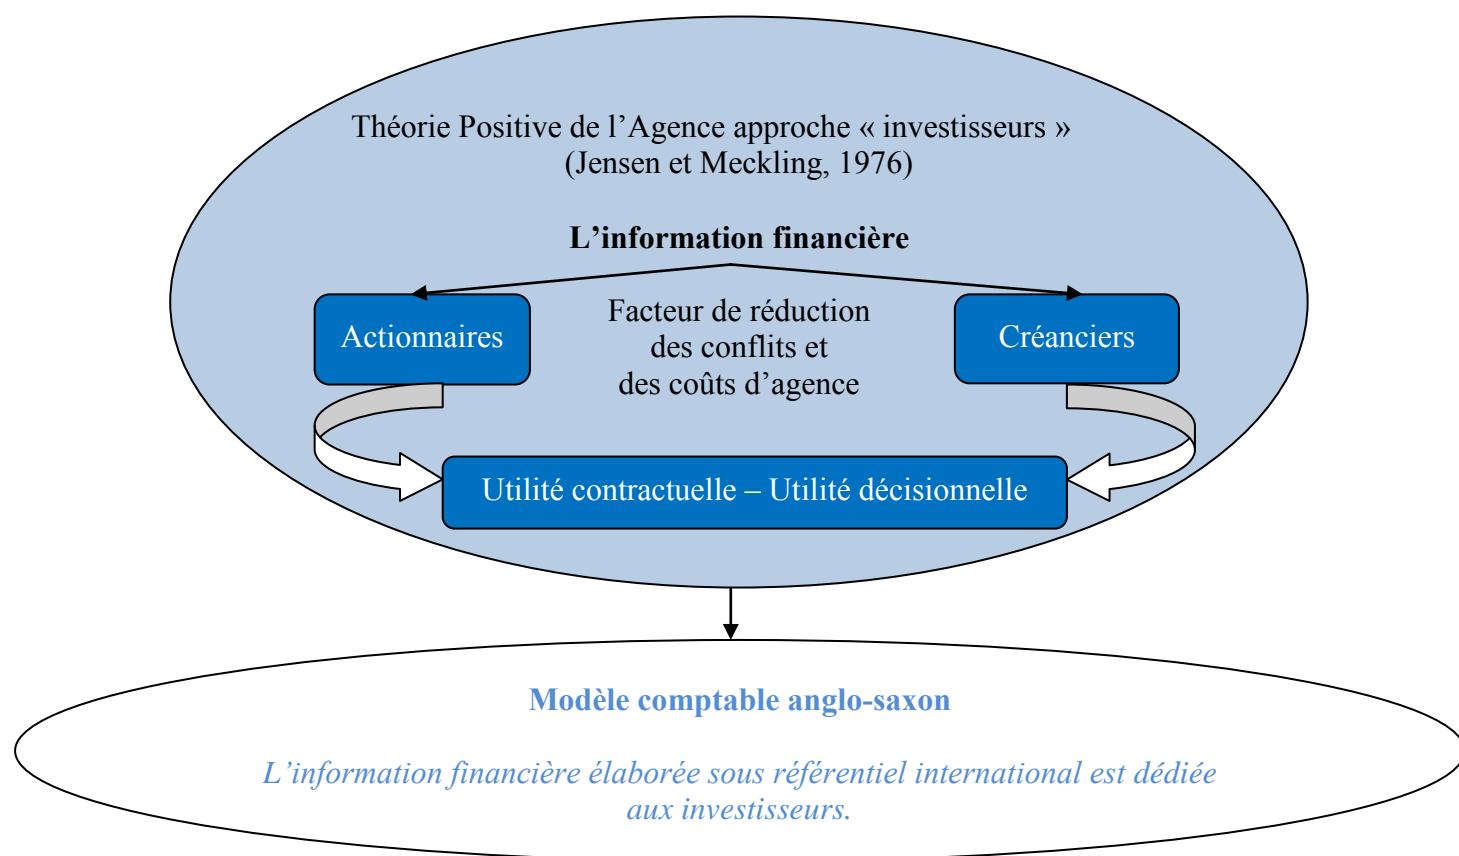 Théorie Positive de l’Agence approche « investisseurs »
(Jensen et Meckling, 1976)
L’information financière
Actionnaires
Facteur de réduction
des conflits et
des coûts d’agence
Créanciers
Utilité contractuelle – Utilité décisionnelle
Modèle comptable anglo-saxon
L’information financière élaborée sous référentiel international est dédiée
aux investisseurs.